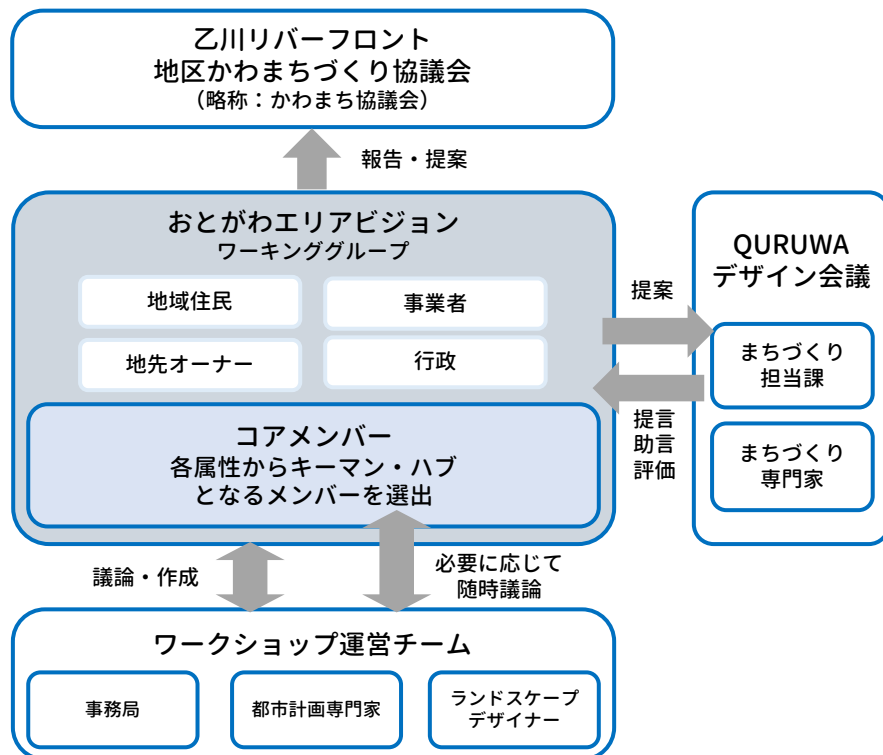 乙川リバーフロント
地区かわまちづくり協議会
（略称：かわまち協議会）
報告・提案
おとがわエリアビジョン
ワーキンググループ
地域住民
事業者
地先オーナー
行政
コアメンバー
各属性からキーマン・ハブ
となるメンバーを選出
提案
提言
助言
評価
QURUWA
デザイン会議
まちづくり
担当課
まちづくり
専門家
議論・作成
必要に応じて
随時議論
ワークショップ運営チーム
事務局
都市計画専門家
ランドスケープ
デザイナー